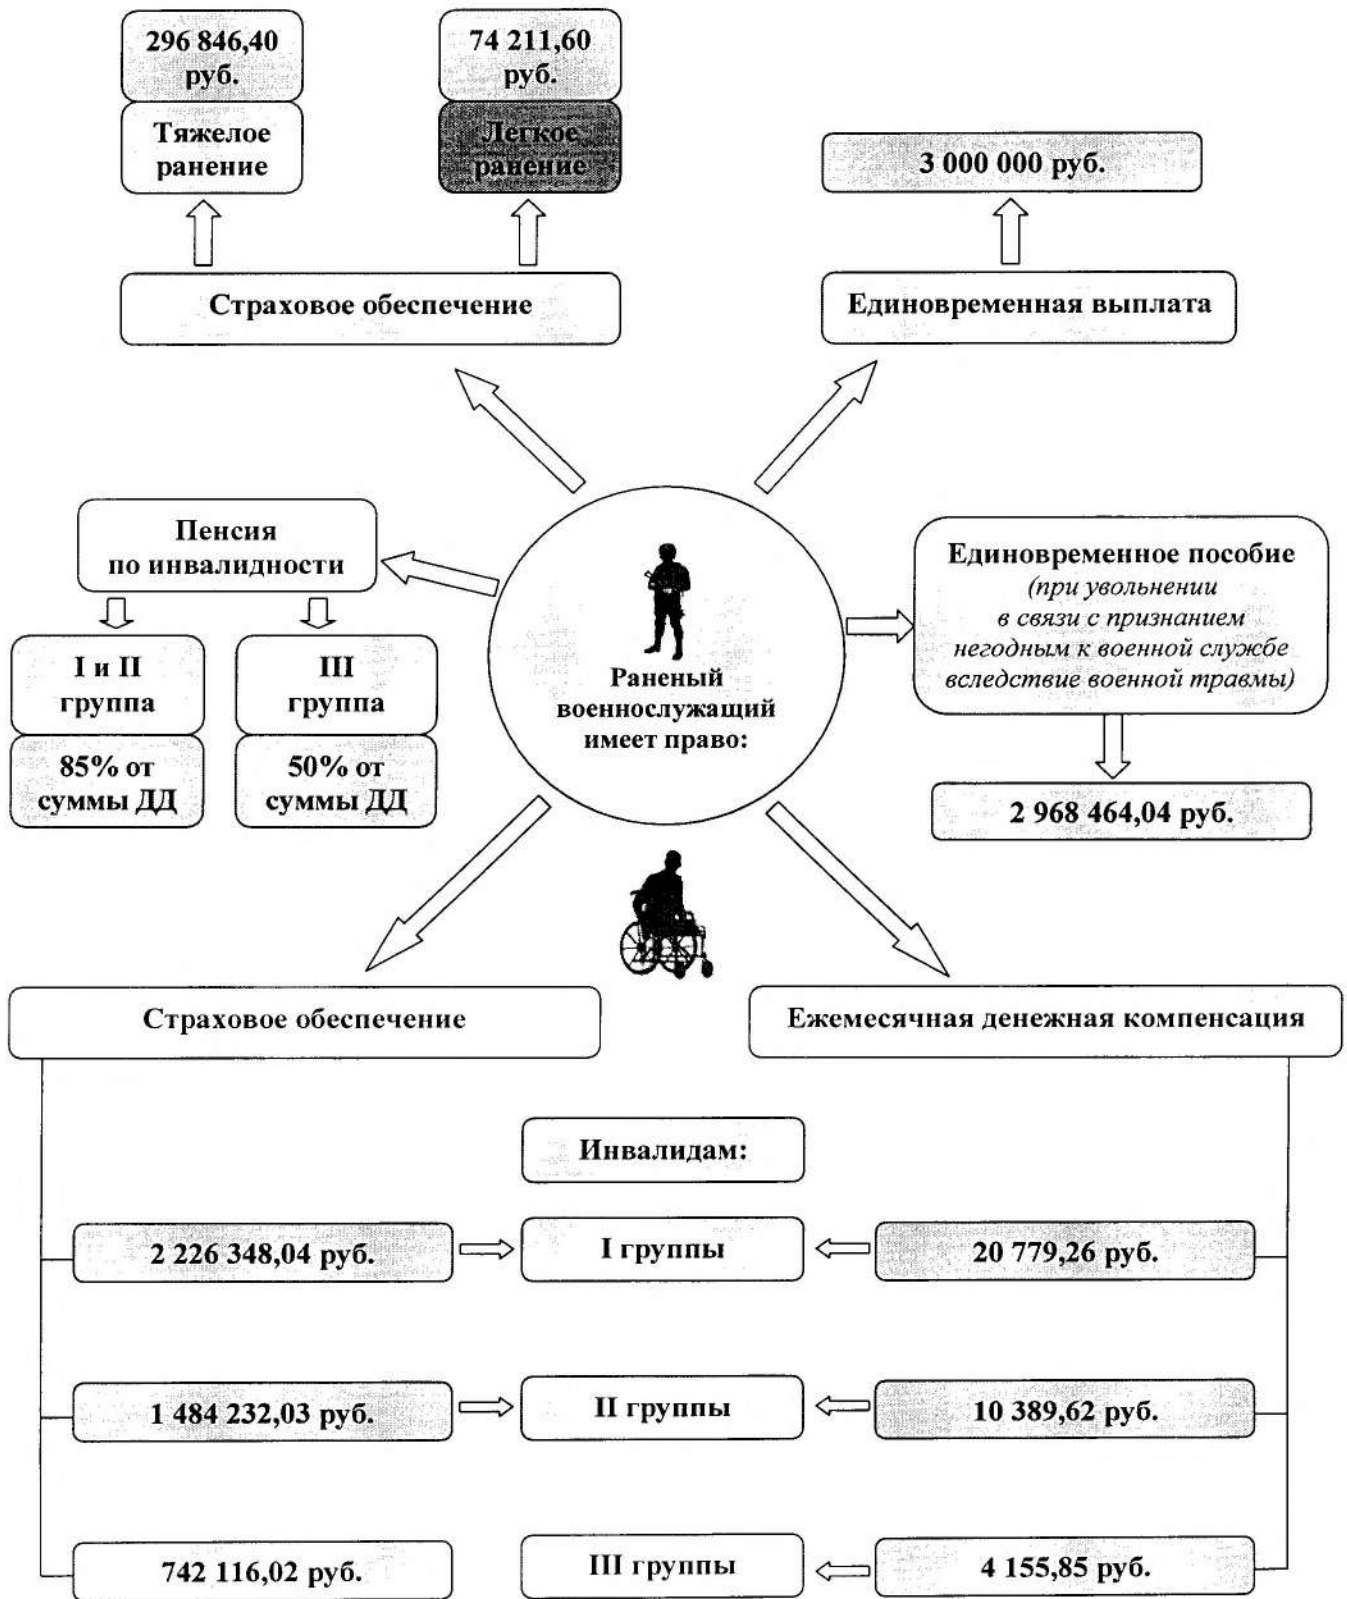 296 846,40
руб.
Тяжелое
ранение
74 211,60
руб.
Легкое
ранение
3 000 000 руб.
Страховое обеспечение
Единовременная выплата
Пенсия
по инвалидности
I и II
группа
85% от
суммы ДД
III
группа
50% от
суммы ДД
Раненый
военнослужащий
имеет право:
Единовременное пособие
(при увольнении
в связи с признанием
негодным к военной службе
вследствие военной травмы)
2 968 464,04 руб.
Страховое обеспечение
Ежемесячная денежная компенсация
Инвалидам:
2 226 348,04 руб.
I группы
20 779,26 руб.
1 484 232,03 руб.
II группы
10 389,62 руб.
742 116,02 руб.
III группы
4 155,85 руб.